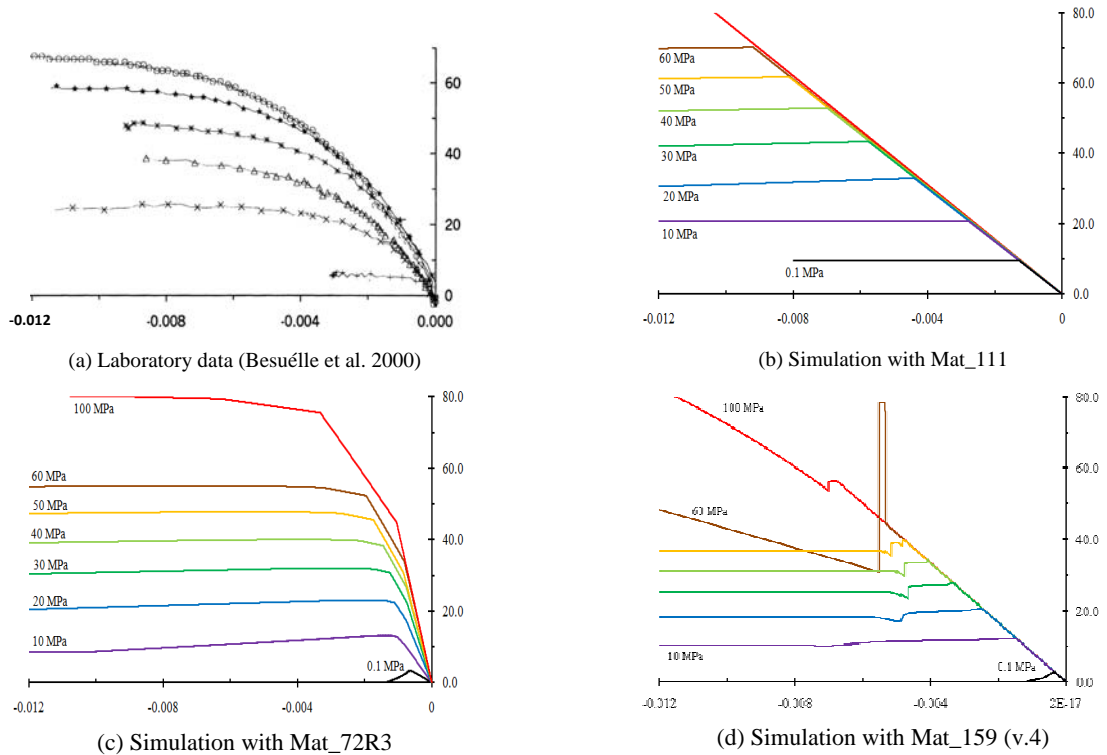 60
40
20
0
-0.012
-0.008
-0.004
0.000
(a) Laboratory data (Besuélle et al. 2000)
80.0
60.0
40.0
20.0
0.0
60 MPa
50 MPa
40 MPa
30 MPa
20 MPa
10 MPa
0.1 MPa
-0.012
-0.008
-0.004
0
(b) Simulation with Mat_111
80.0
60.0
40.0
20.0
0.0
100 MPa
60 MPa
50 MPa
40 MPa
30 MPa
20 MPa
10 MPa
0.1 MPa
-0.012
-0.008
-0.004
0
(c) Simulation with Mat_72R3
80.0
60.0
40.0
20.0
0.0
100 MPa
60 MPa
10 MPa
0.1 MPa
-0.012
-0.008
-0.004
2E-17
(d) Simulation with Mat_159 (v.4)